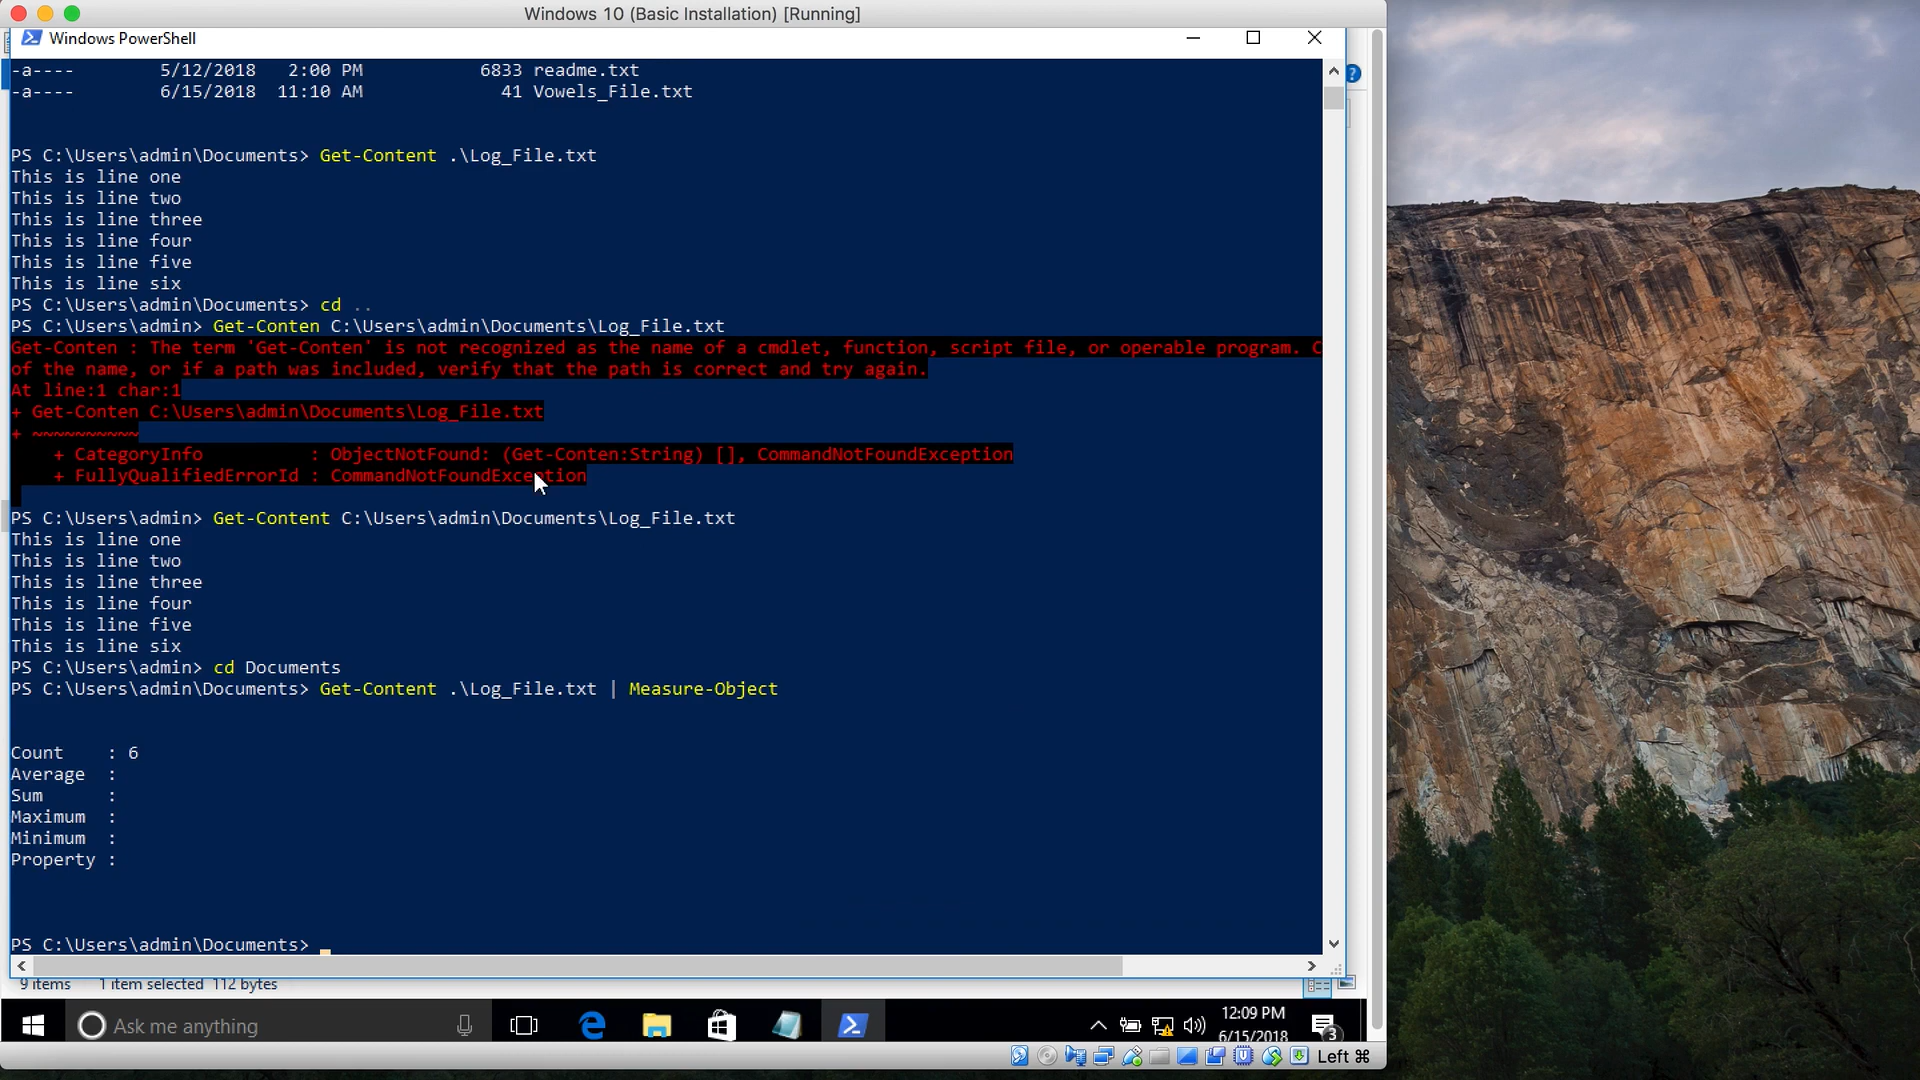 Windows 10 (Basic Installation) [Running]
Windows PowerShell
-a---- 5/12/2018 2:00 PM 6833 readme.txt
-a---- 6/15/2018 11:10 AM 41 Vowels_File.txt
PS C:\Users\admin\Documents> Get-Content .\Log_File.txt
This is line one
This is line two
This is line three
This is line four
This is line five
This is line six
PS C:\Users\admin\Documents> cd ..
PS C:\Users\admin> Get-Conten C:\Users\admin\Documents\Log_File.txt
Get-Conten : The term 'Get-Conten' is not recognized as the name of a cmdlet, function, script file, or operable program. C
of the name, or if a path was included, verify that the path is correct and try again.
At line:1 char:1
+ Get-Conten C:\Users\admin\Documents\Log_File.txt
+ ~~~~~~~~~~
+ CategoryInfo : ObjectNotFound: (Get-Conten:String) [], CommandNotFoundException
+ FullyQualifiedErrorId : CommandNotFoundException
PS C:\Users\admin> Get-Content C:\Users\admin\Documents\Log_File.txt
This is line one
This is line two
This is line three
This is line four
This is line five
This is line six
PS C:\Users\admin> cd Documents
PS C:\Users\admin\Documents> Get-Content .\Log_File.txt | Measure-Object
Count : 6
Average :
Sum :
Maximum :
Minimum :
Property :
PS C:\Users\admin\Documents>
9 items 1 item selected 112 bytes
Ask me anything
12:09 PM
6/15/2018
3
Left ⌘